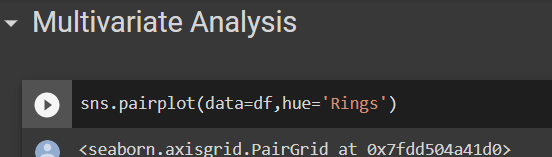 Multivariate Analysis
sns.pairplot(data=df,hue='Rings')
<seaborn.axisgrid.PairGrid at 0x7fdd504a41d0>